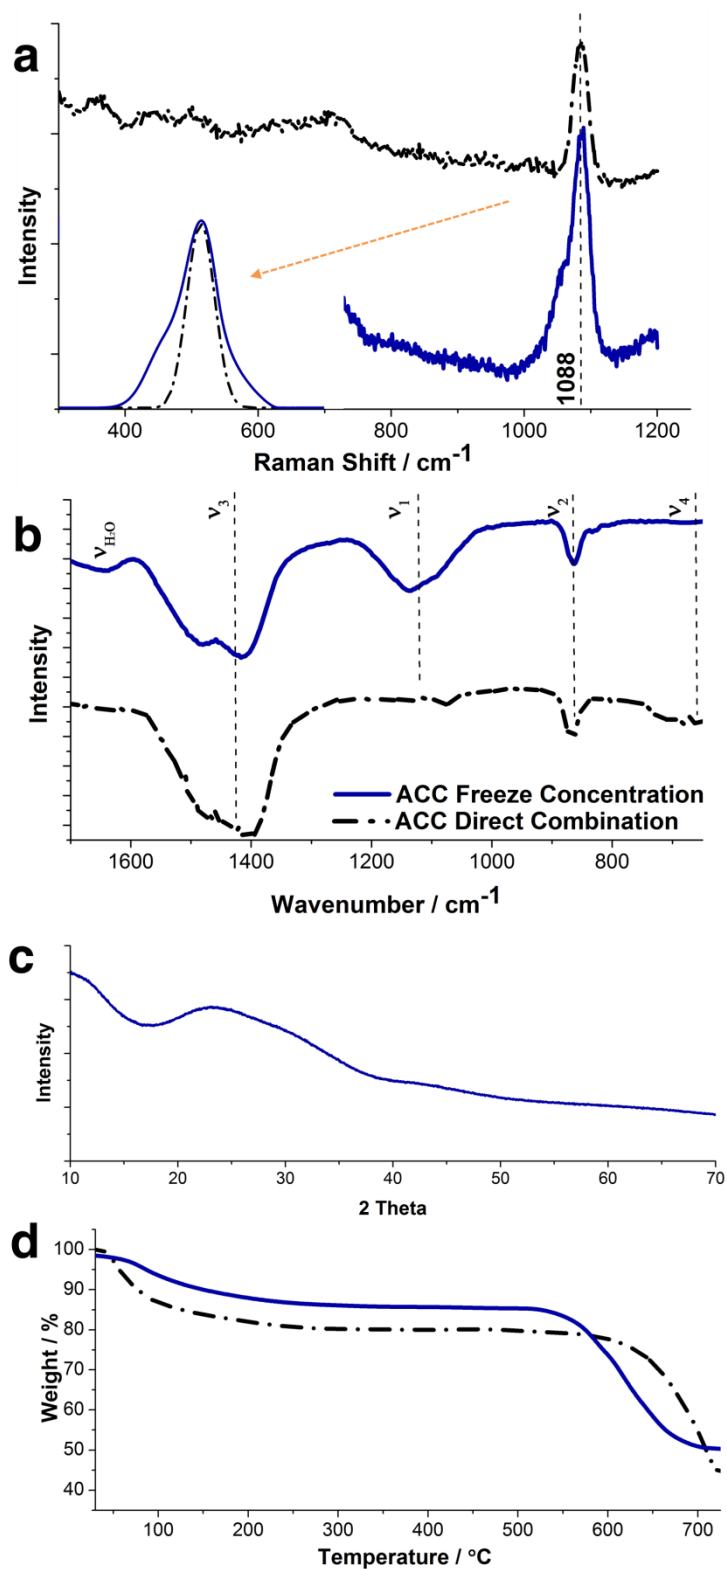 a
Intensity
1088
400 600 800 1000 1200
Raman Shift / cm-1
b
νH2O
ν3
ν1
ν2
ν4
Intensity
ACC Freeze Concentration
ACC Direct Combination
1600 1400 1200 1000 800
Wavenumber / cm-1
c
Intensity
10 20 30 40 50 60 70
2 Theta
d
100
90
80
70
60
50
40
Weight / %
100 200 300 400 500 600 700
Temperature / °C